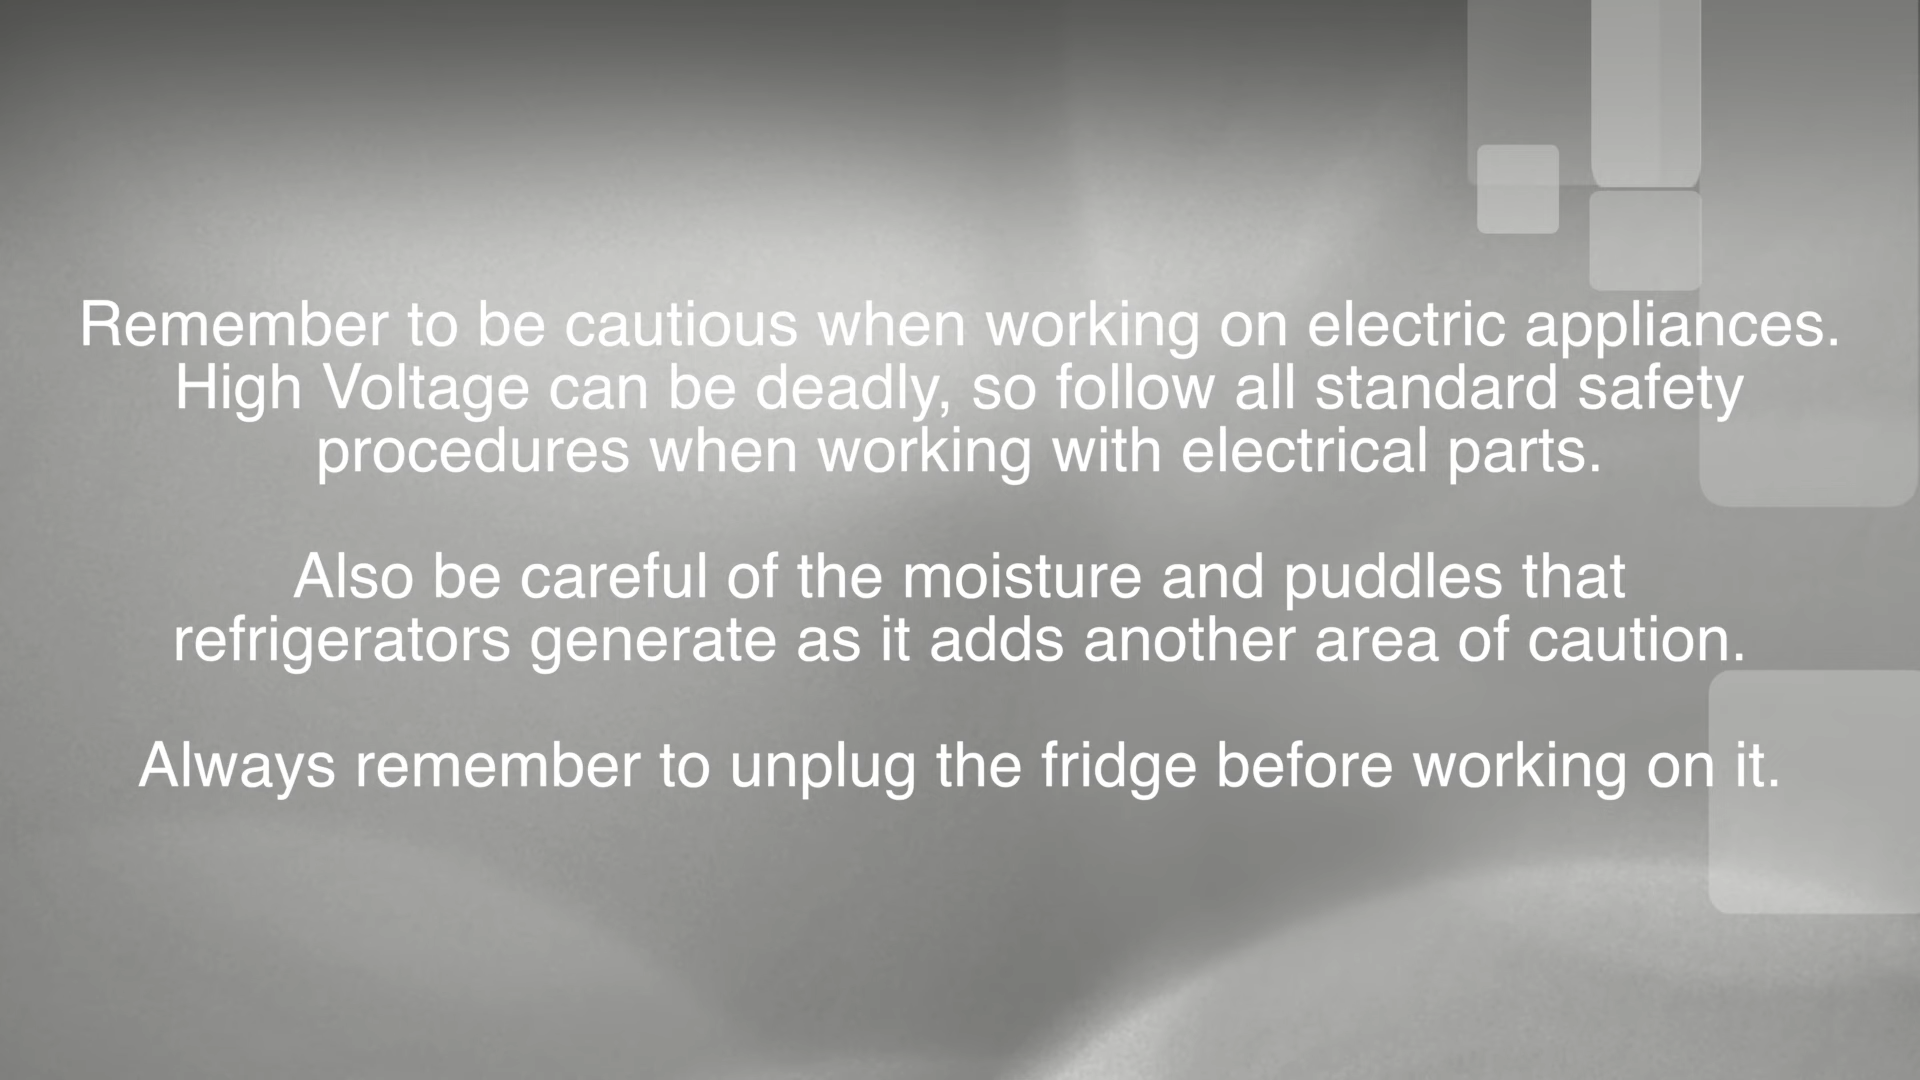 Remember to be cautious when working on electric appliances.
High Voltage can be deadly, so follow all standard safety
procedures when working with electrical parts.
Also be careful of the moisture and puddles that
refrigerators generate as it adds another area of caution.
Always remember to unplug the fridge before working on it.